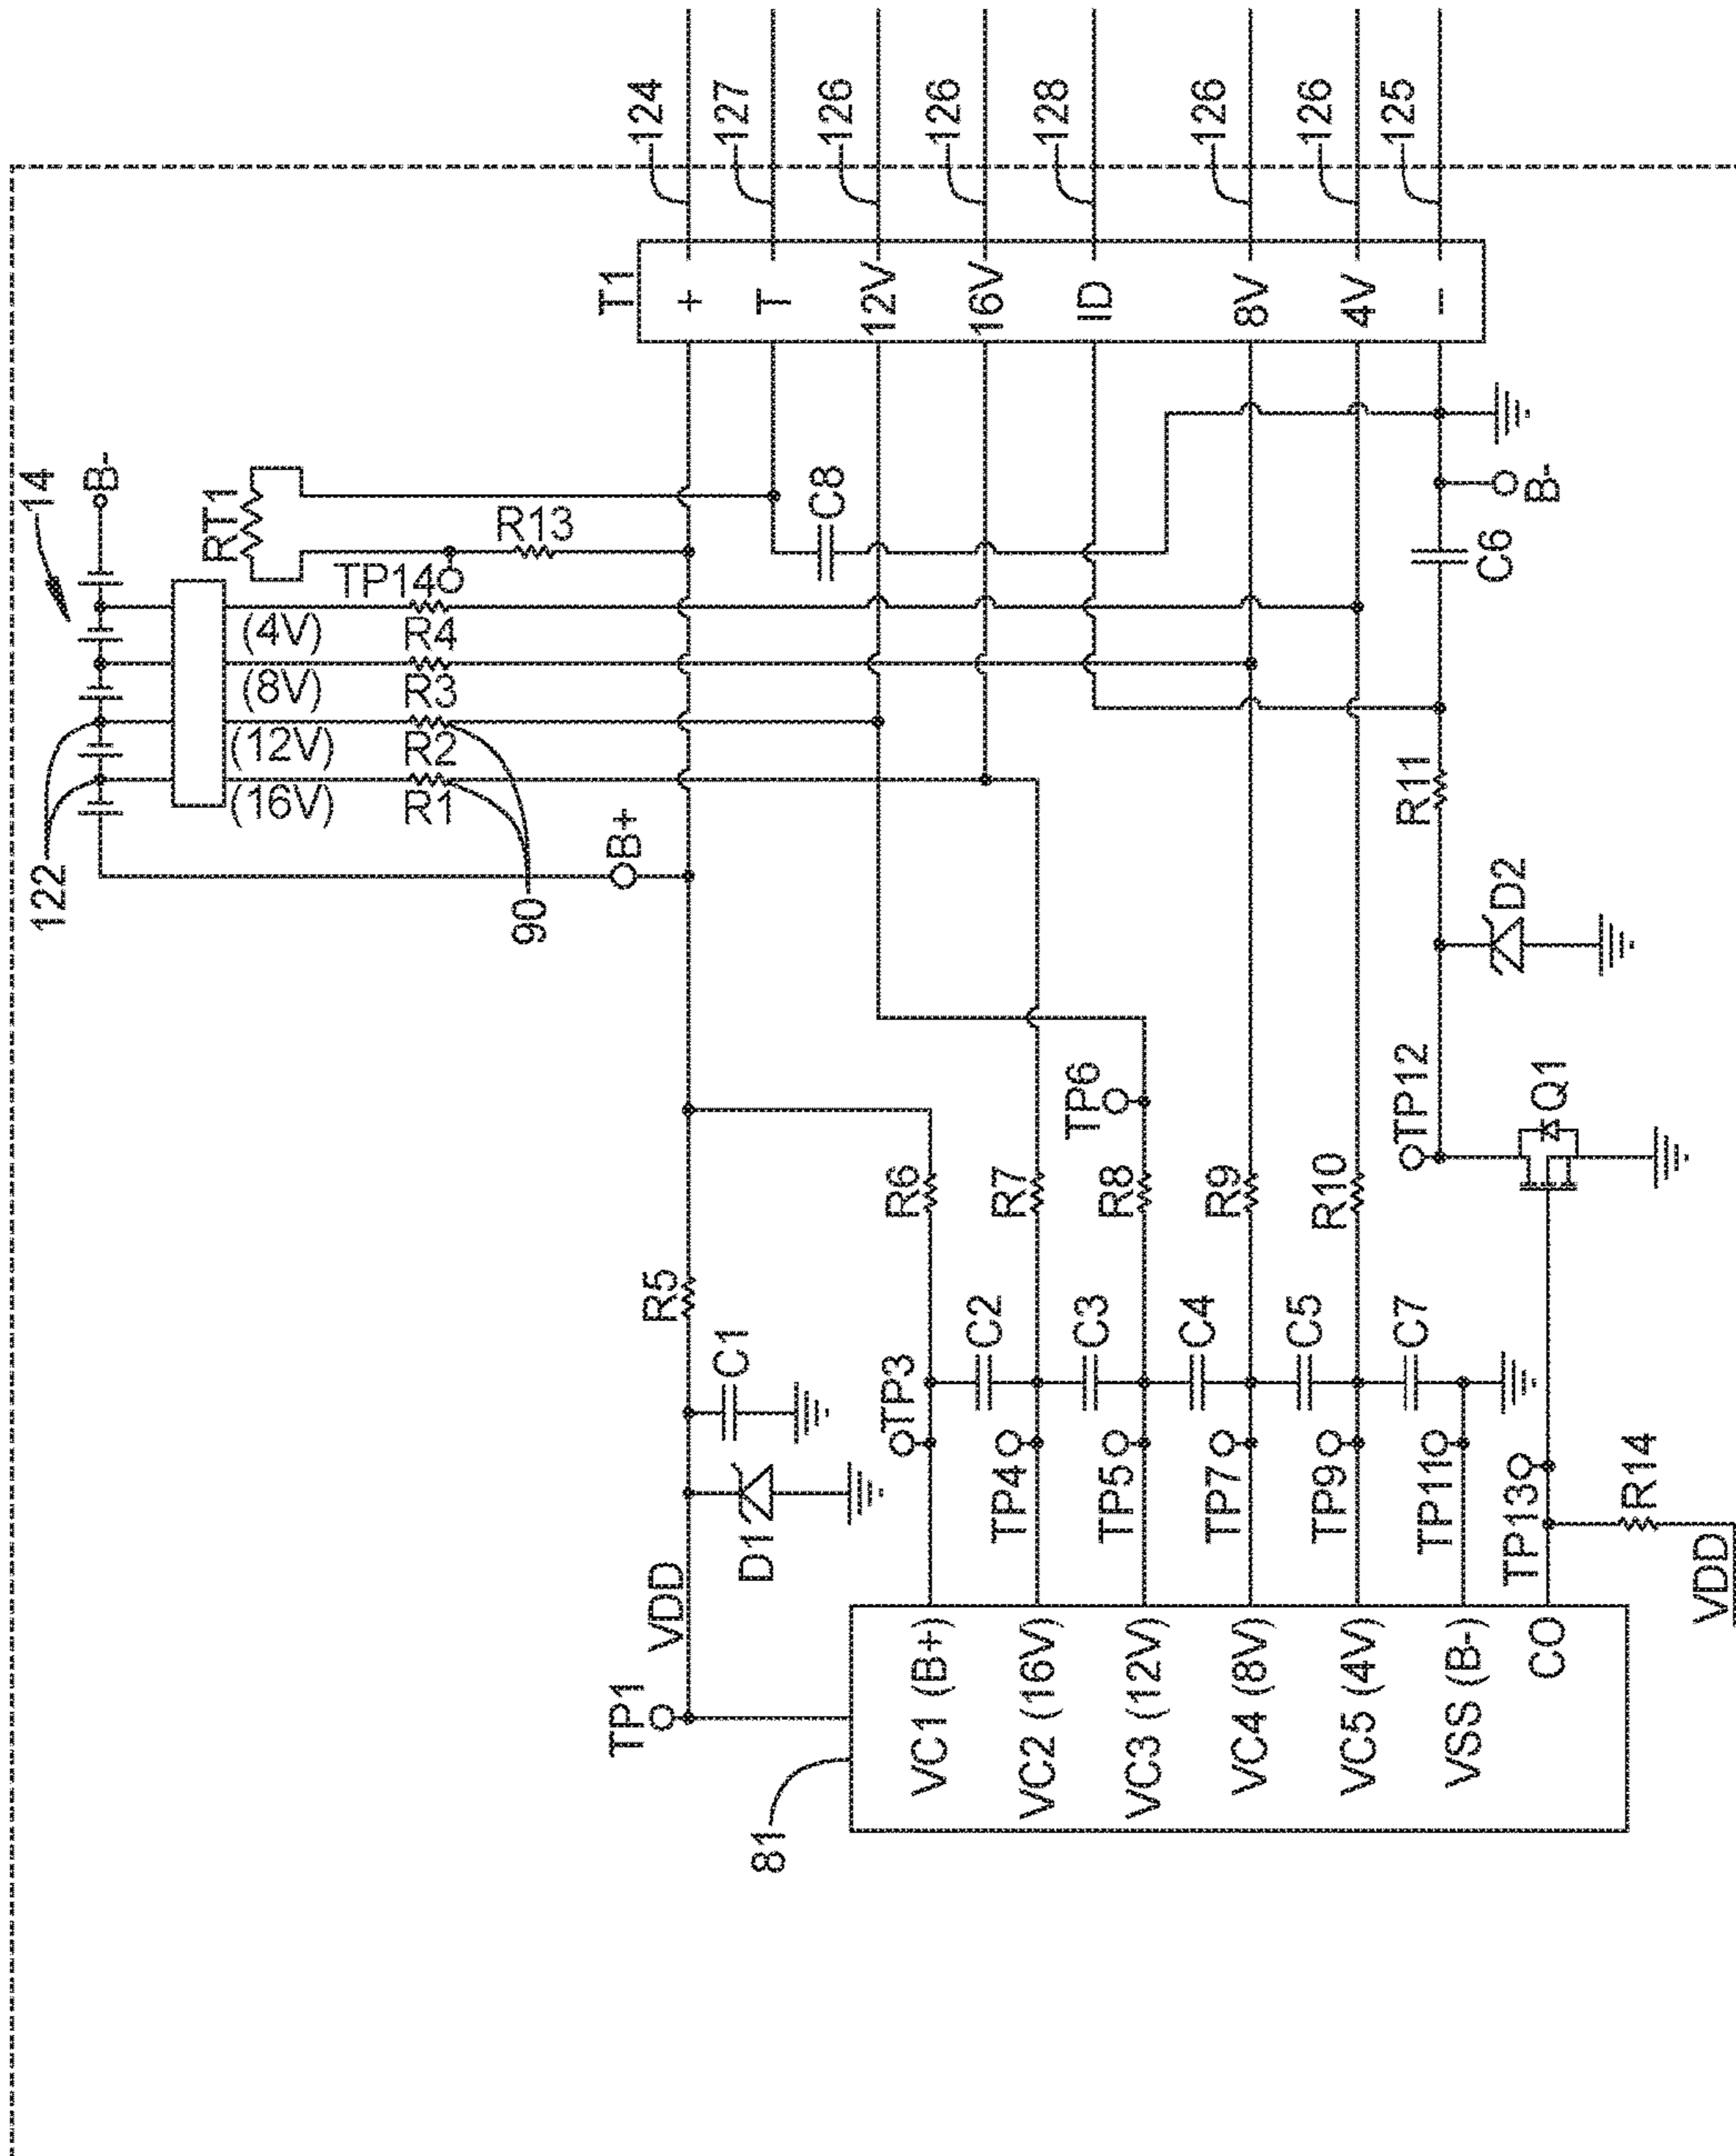 14
B-
122
RT1
(4V)
(8V)
(12V)
(16V)
TP14
R13
R4
R3
R2
R1
90
B+
T1
+
T
12V
16V
ID
8V
4V
–
124
127
126
126
128
126
126
125
C8
B-
C6
R11
D2
TP12
Q1
TP6
R6
R7
R8
R9
R10
R5
C1
D1
VDD
TP1
TP3
C2
C3
C4
C5
C7
TP4
TP5
TP7
TP9
TP11
TP13
R14
VDD
81
VC1 (B+)
VC2 (16V)
VC3 (12V)
VC4 (8V)
VC5 (4V)
VSS (B-)
CO